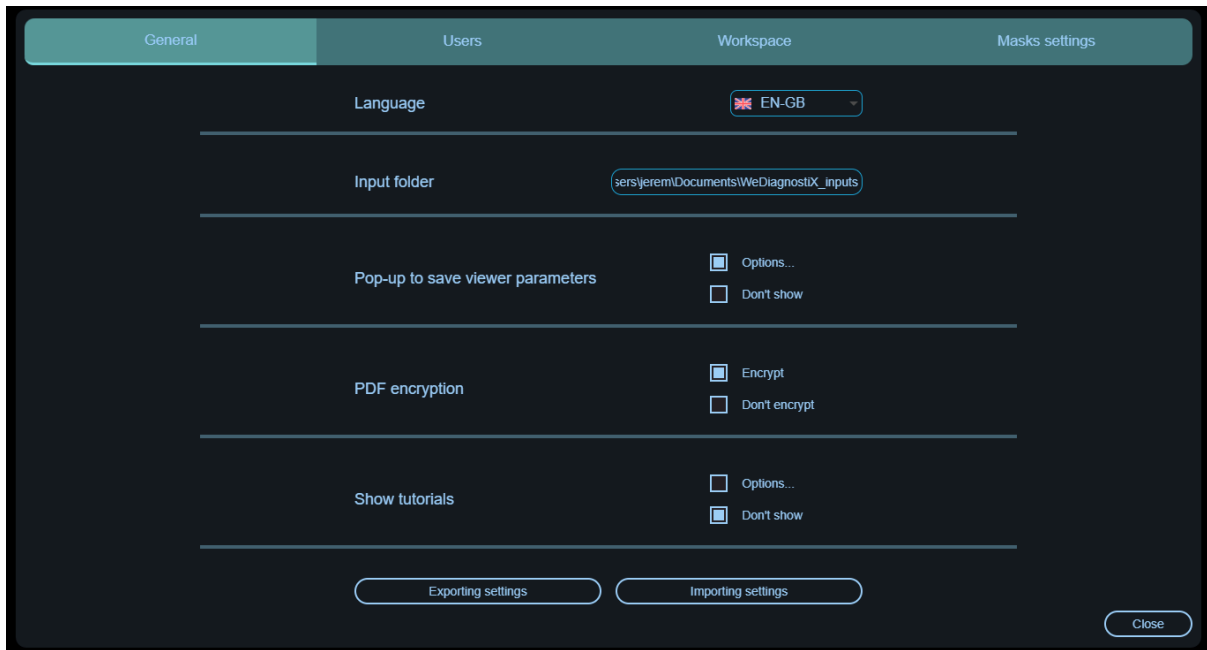 General Users Workspace Masks settings
Language EN-GB
Input folder sers\jerem\Documents\WeDiagnostiX_inputs
Options...
Pop-up to save viewer parameters
Don't show
Encrypt
PDF encryption
Don't encrypt
Options...
Show tutorials
Don't show
Exporting settings Importing settings
Close